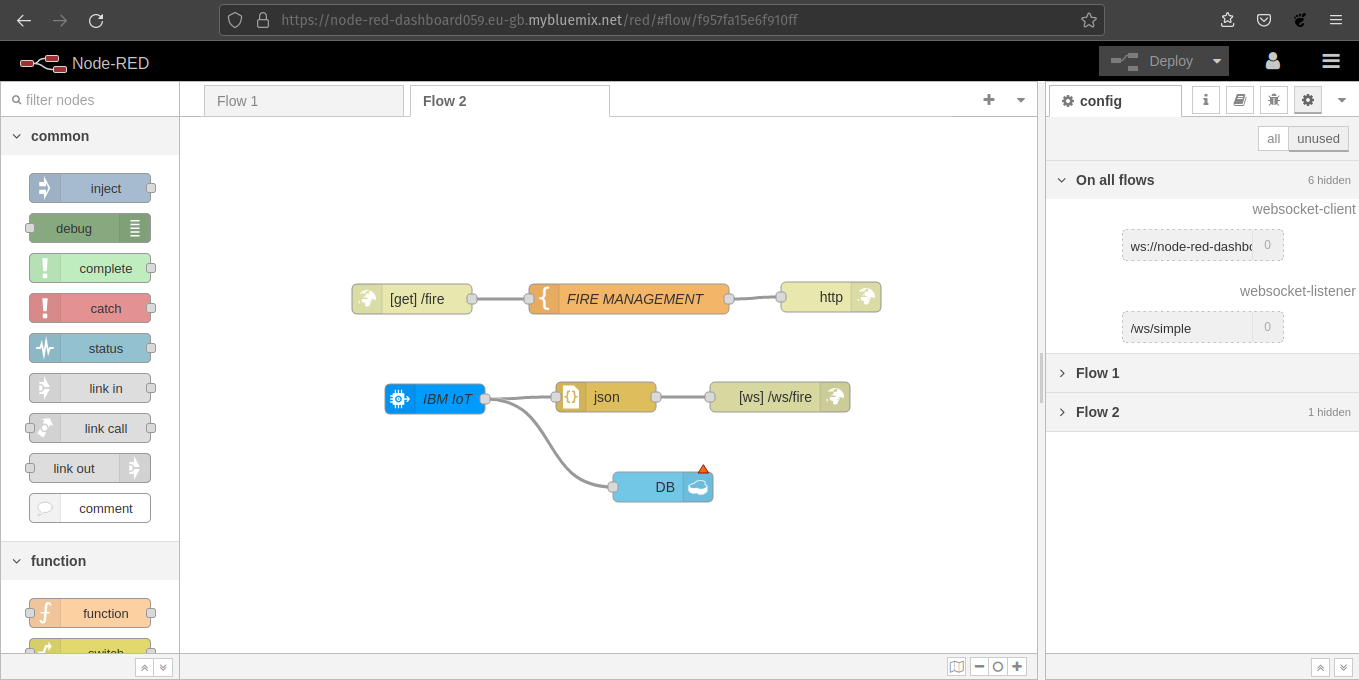 https://node-red-dashboard059.eu-gb.mybluemix.net/red/#flow/f957fa15e6f910ff
Node-RED
Deploy
filter nodes
Flow 1
Flow 2
config
all
unused
common
inject
debug
complete
catch
status
link in
link call
link out
comment
function
function
switch
[get] /fire
FIRE MANAGEMENT
http
IBM IoT
json
[ws] /ws/fire
DB
On all flows
6 hidden
websocket-client
ws://node-red-dashbo
0
websocket-listener
/ws/simple
0
Flow 1
Flow 2
1 hidden